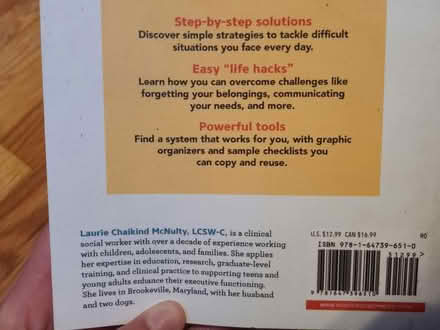 Step-by-step solutions
Discover simple strategies to tackle difficult
situations you face every day.
Easy "life hacks"
Learn how you can overcome challenges like
forgetting your belongings, communicating
your needs, and more.
Powerful tools
Find a system that works for you, with graphic
organizers and sample checklists you
can copy and reuse.
Laurie Chaikind McNulty, LCSW-C, is a clinical
social worker with over a decade of experience working
with children, adolescents, and families. She applies
her expertise in education, research, graduate-level
training, and clinical practice to supporting teens and
young adults enhance their executive functioning.
She lives in Brookeville, Maryland, with her husband
and two dogs.
U.S. $12.99 CAN $16.99
ISBN 978-1-64739-651-0
51299>
9 781647 396510